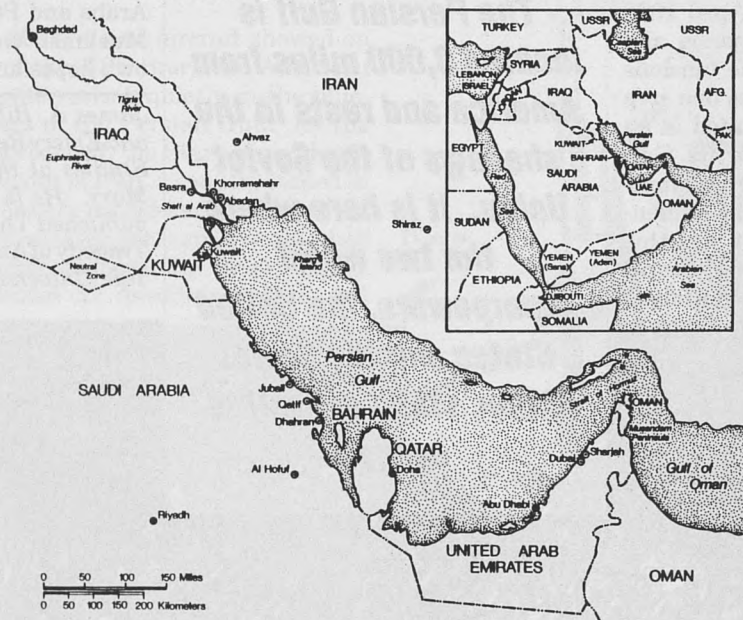 Baghdad
Tigris
River
IRAQ
Euphrates
River
IRAN
Ahvaz
Basra
Khorramshahr
Abadan
Shatt al Arab
Shiraz
KUWAIT
Kuwait
Neutral
Zone
Kharg
Island
Persian
Gulf
SAUDI ARABIA
Jubail
Qatif
Dhahran
BAHRAIN
QATAR
Doha
Al Hofuf
Riyadh
Strait of Hormuz
OMAN
Musandam
Peninsula
Dubai
Sharjah
Gulf of
Oman
Abu Dhabi
UNITED ARAB
EMIRATES
OMAN
0 50 100 150 Miles
0 50 100 150 200 Kilometers
TURKEY
USSR
USSR
Sea
LEBANON
SYRIA
ISRAEL
IRAQ
IRAN
AFG.
PAK.
KUWAIT
Persian
Gulf
BAHRAIN
QATAR
EGYPT
SAUDI
ARABIA
UAE
OMAN
Red
Sea
SUDAN
YEMEN
(Sana)
YEMEN
(Aden)
Arabian
Sea
ETHIOPIA
DJIBOUTI
SOMALIA